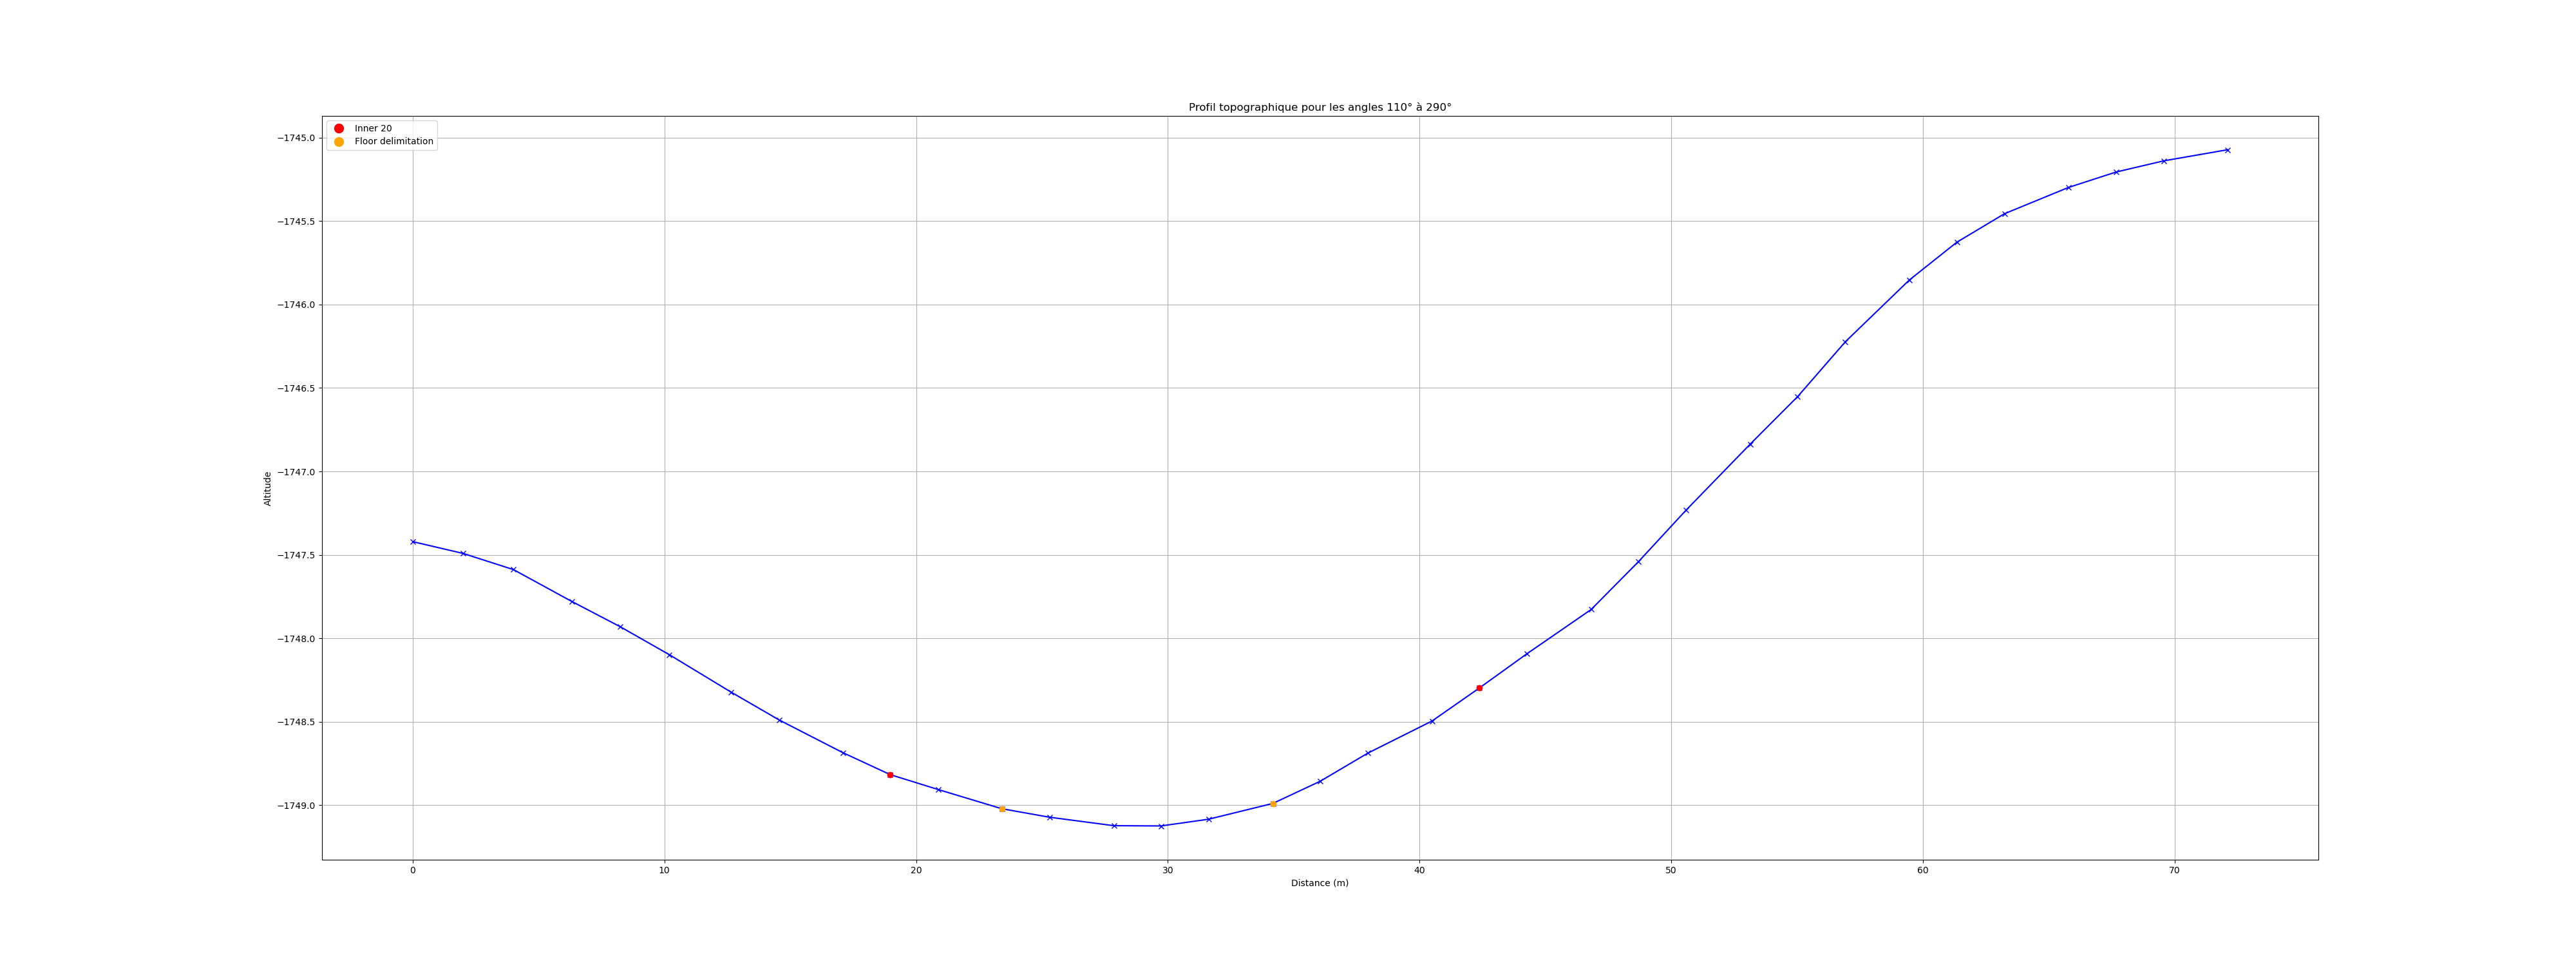 Profil topographique pour les angles 110° à 290°
Inner 20
Floor delimitation
−1745.0
−1745.5
−1746.0
−1746.5
−1747.0
−1747.5
−1748.0
−1748.5
−1749.0
Altitude
0 10 20 30 40 50 60 70
Distance (m)